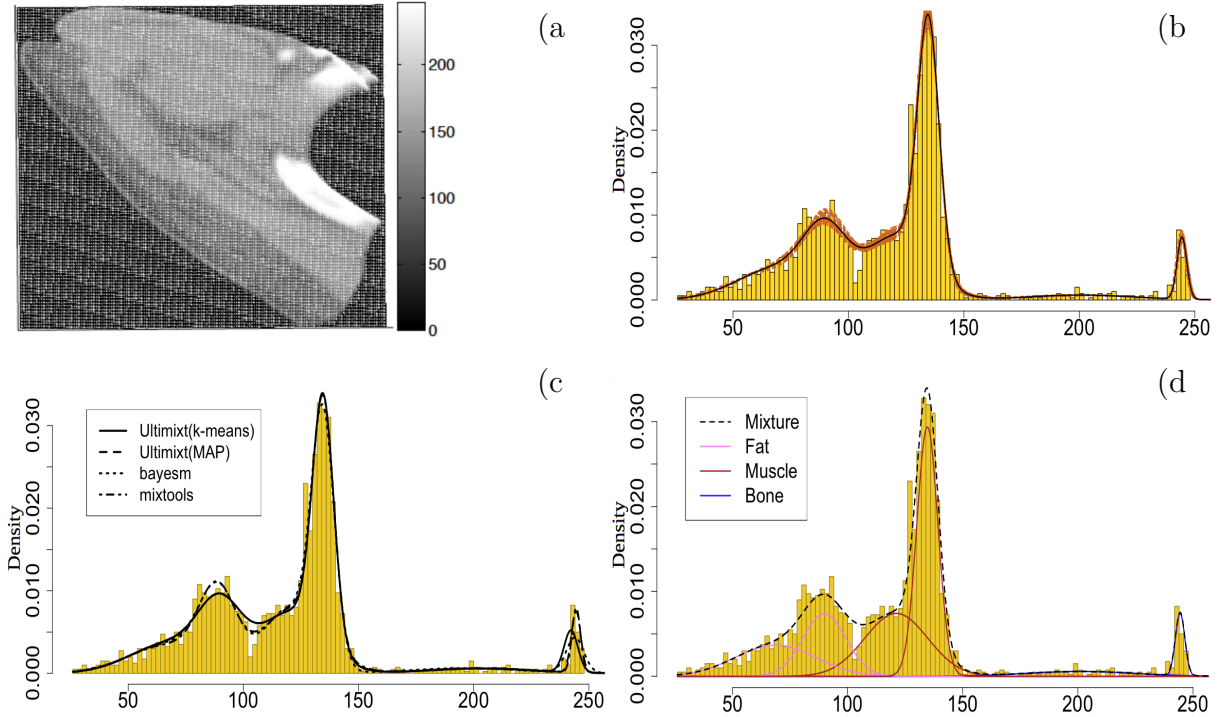 (a
200
150
100
50
0
(b
Density
0.030
0.020
0.010
0.000
50 100 150 200 250
(c
Ultimixt(k-means)
Ultimixt(MAP)
bayesm
mixtools
Density
0.030
0.020
0.010
0.000
50 100 150 200 250
(d
Mixture
Fat
Muscle
Bone
Density
0.030
0.020
0.010
0.000
50 100 150 200 250